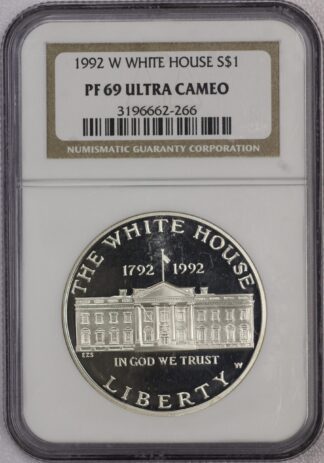 1992 W WHITE HOUSE S$1
PF 69 ULTRA CAMEO
3196662-266
NUMISMATIC GUARANTY CORPORATION
THE WHITE HOUSE
1792 1992
EZS
IN GOD WE TRUST
W
LIBERTY